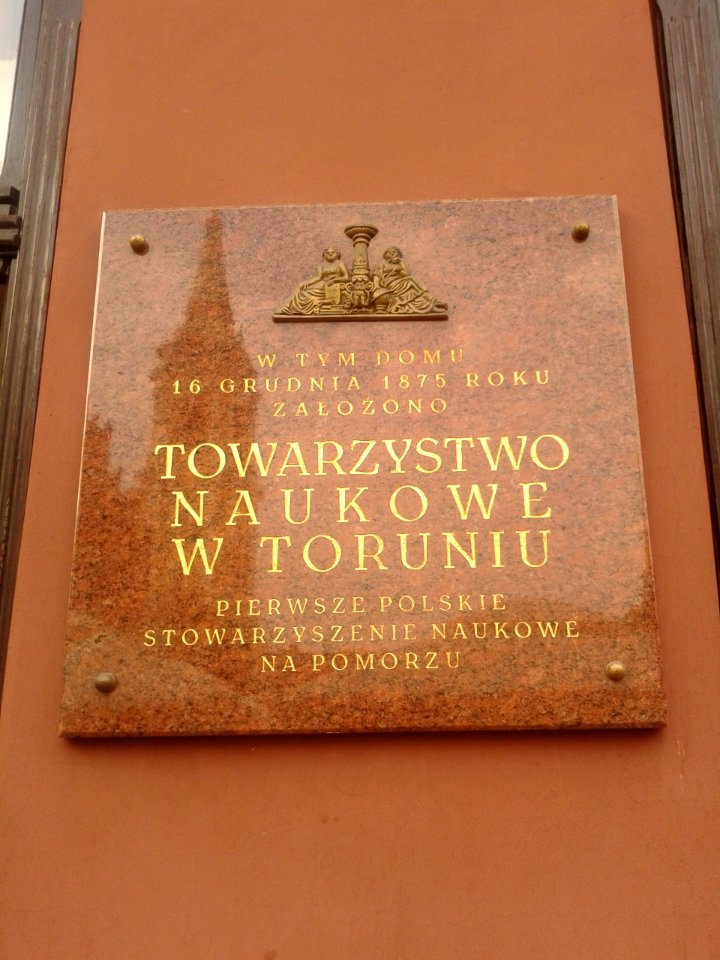 W TYM DOMU
16 GRUDNIA 1875 ROKU
ZAŁOŻONO
TOWARZYSTWO
NAUKOWE
W TORUNIU
PIERWSZE POLSKIE
STOWARZYSZENIE NAUKOWE
NA POMORZU